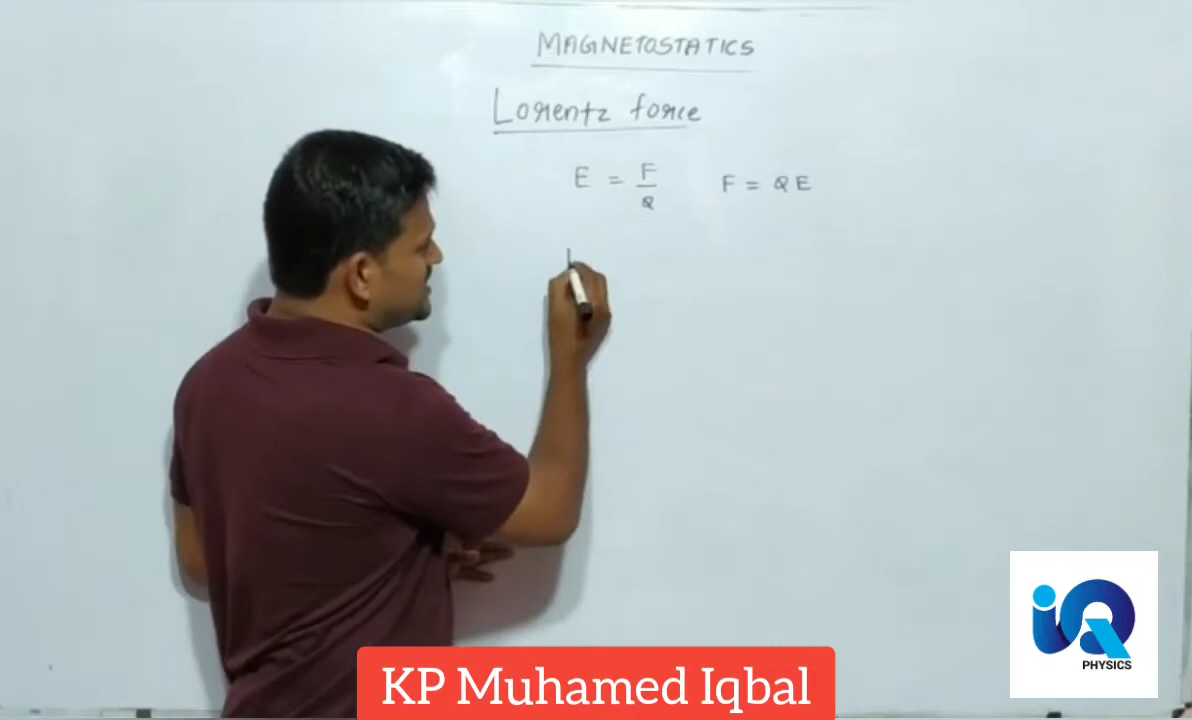 MAGNETOSTATICS
Lorentz force
E = F/Q F = QE
iQ
PHYSICS
KP Muhamed Iqbal